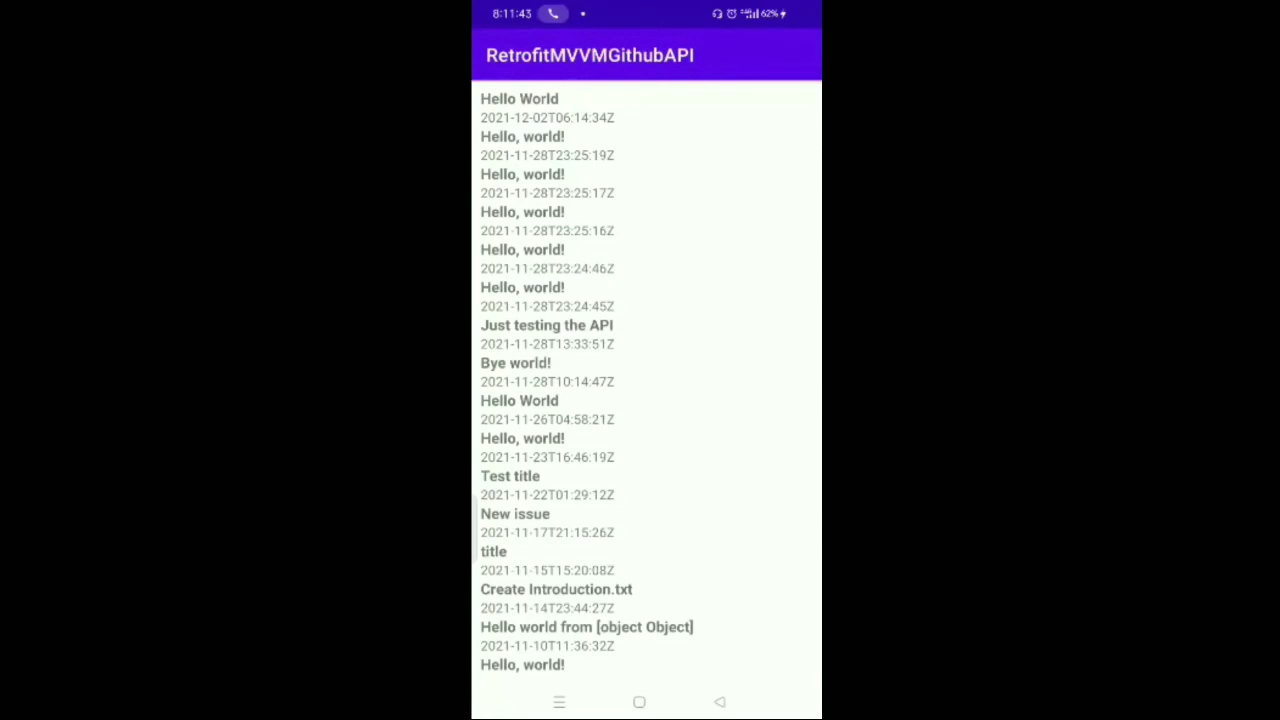 8:11:43
62%
RetrofitMVVMGithubAPI
Hello World
2021-12-02T06:14:34Z
Hello, world!
2021-11-28T23:25:19Z
Hello, world!
2021-11-28T23:25:17Z
Hello, world!
2021-11-28T23:25:16Z
Hello, world!
2021-11-28T23:24:46Z
Hello, world!
2021-11-28T23:24:45Z
Just testing the API
2021-11-28T13:33:51Z
Bye world!
2021-11-28T10:14:47Z
Hello World
2021-11-26T04:58:21Z
Hello, world!
2021-11-23T16:46:19Z
Test title
2021-11-22T01:29:12Z
New issue
2021-11-17T21:15:26Z
title
2021-11-15T15:20:08Z
Create Introduction.txt
2021-11-14T23:44:27Z
Hello world from [object Object]
2021-11-10T11:36:32Z
Hello, world!